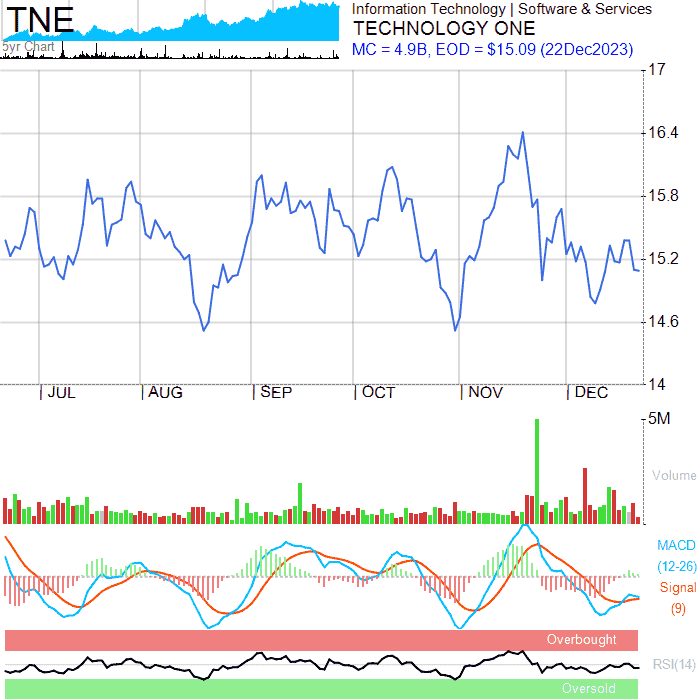 TNE
5yr Chart
Information Technology | Software & Services
TECHNOLOGY ONE
MC = 4.9B, EOD = $15.09 (22Dec2023)
17
16.4
15.8
15.2
14.6
14
JUL AUG SEP OCT NOV DEC
5M
Volume
MACD
(12-26)
Signal
(9)
Overbought
RSI(14)
Oversold